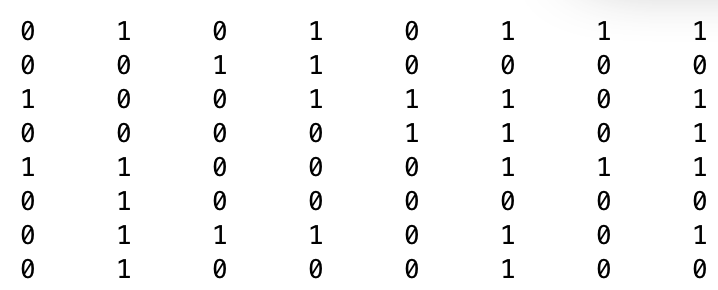 0 1 0 1 0 1 1 1
0 0 1 1 0 0 0 0
1 0 0 1 1 1 0 1
0 0 0 0 1 1 0 1
1 1 0 0 0 1 1 1
0 1 0 0 0 0 0 0
0 1 1 1 0 1 0 1
0 1 0 0 0 1 0 0